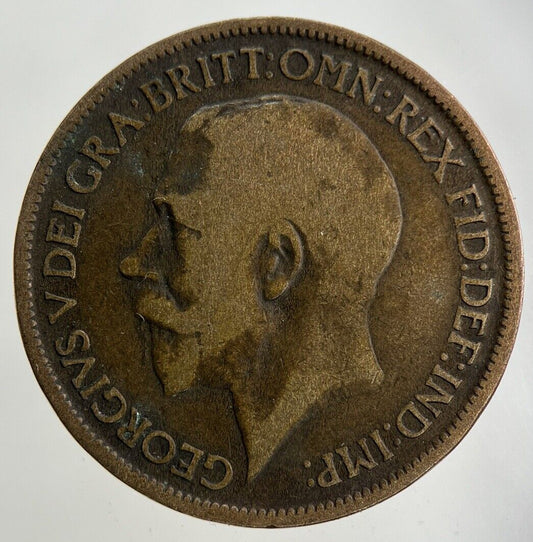 GEORGIVS V DEI GRA:BRITT:OMN:REX FID:DEF:IND:IMP: